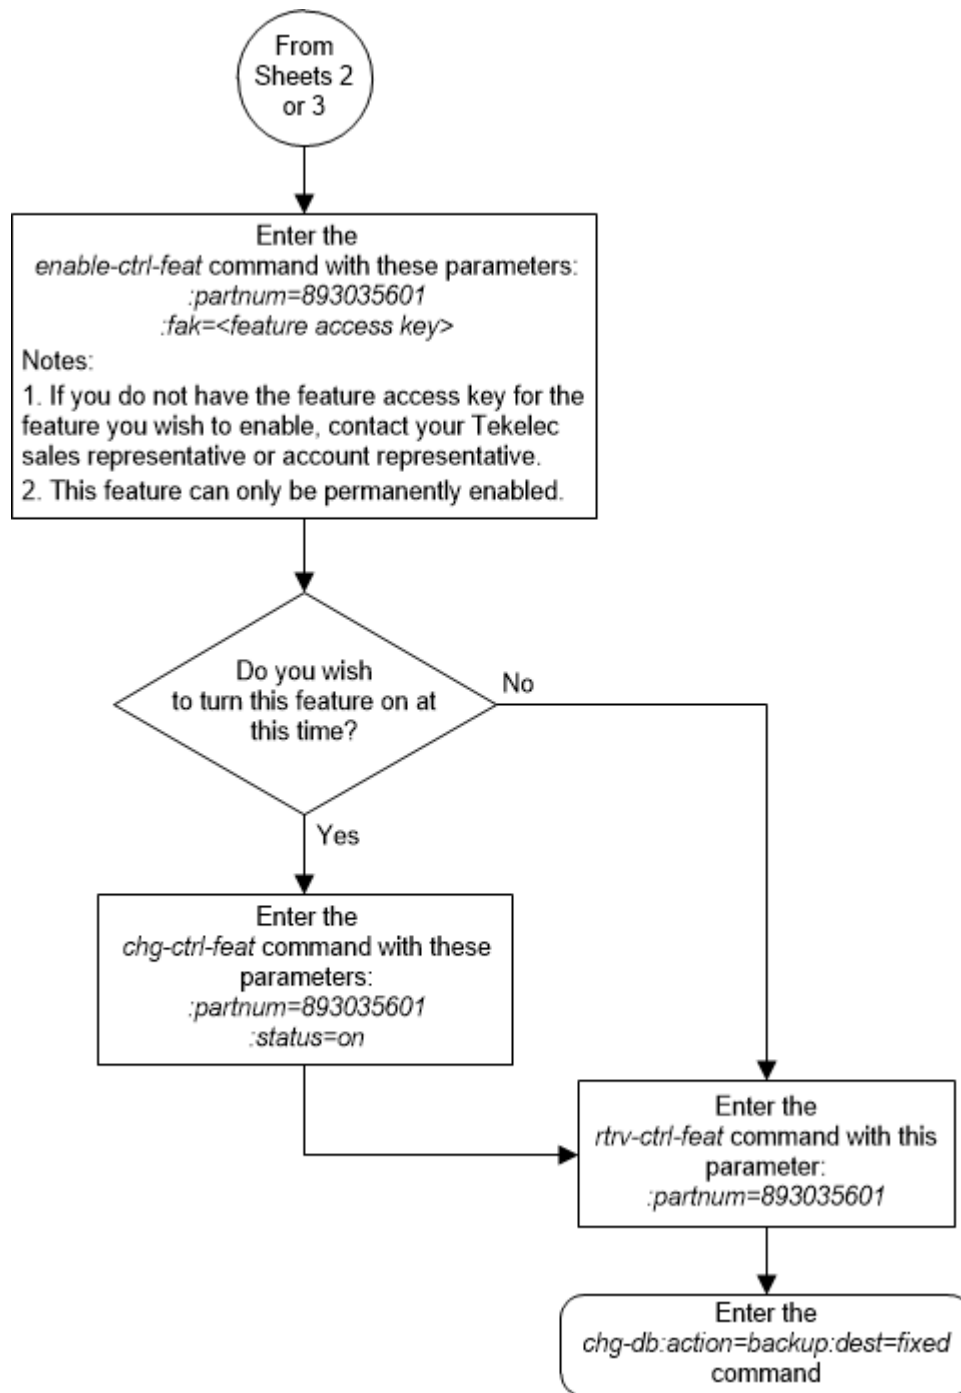 From
Sheets 2
or 3
Enter the
enable-ctrl-feat command with these parameters:
:partnum=893035601
:fak=<feature access key>
Notes:
1. If you do not have the feature access key for the
feature you wish to enable, contact your Tekelec
sales representative or account representative.
2. This feature can only be permanently enabled.
Do you wish
to turn this feature on at
this time?
No
Yes
Enter the
chg-ctrl-feat command with these
parameters:
:partnum=893035601
:status=on
Enter the
rtrv-ctrl-feat command with this
parameter:
:partnum=893035601
Enter the
chg-db:action=backup:dest=fixed
command